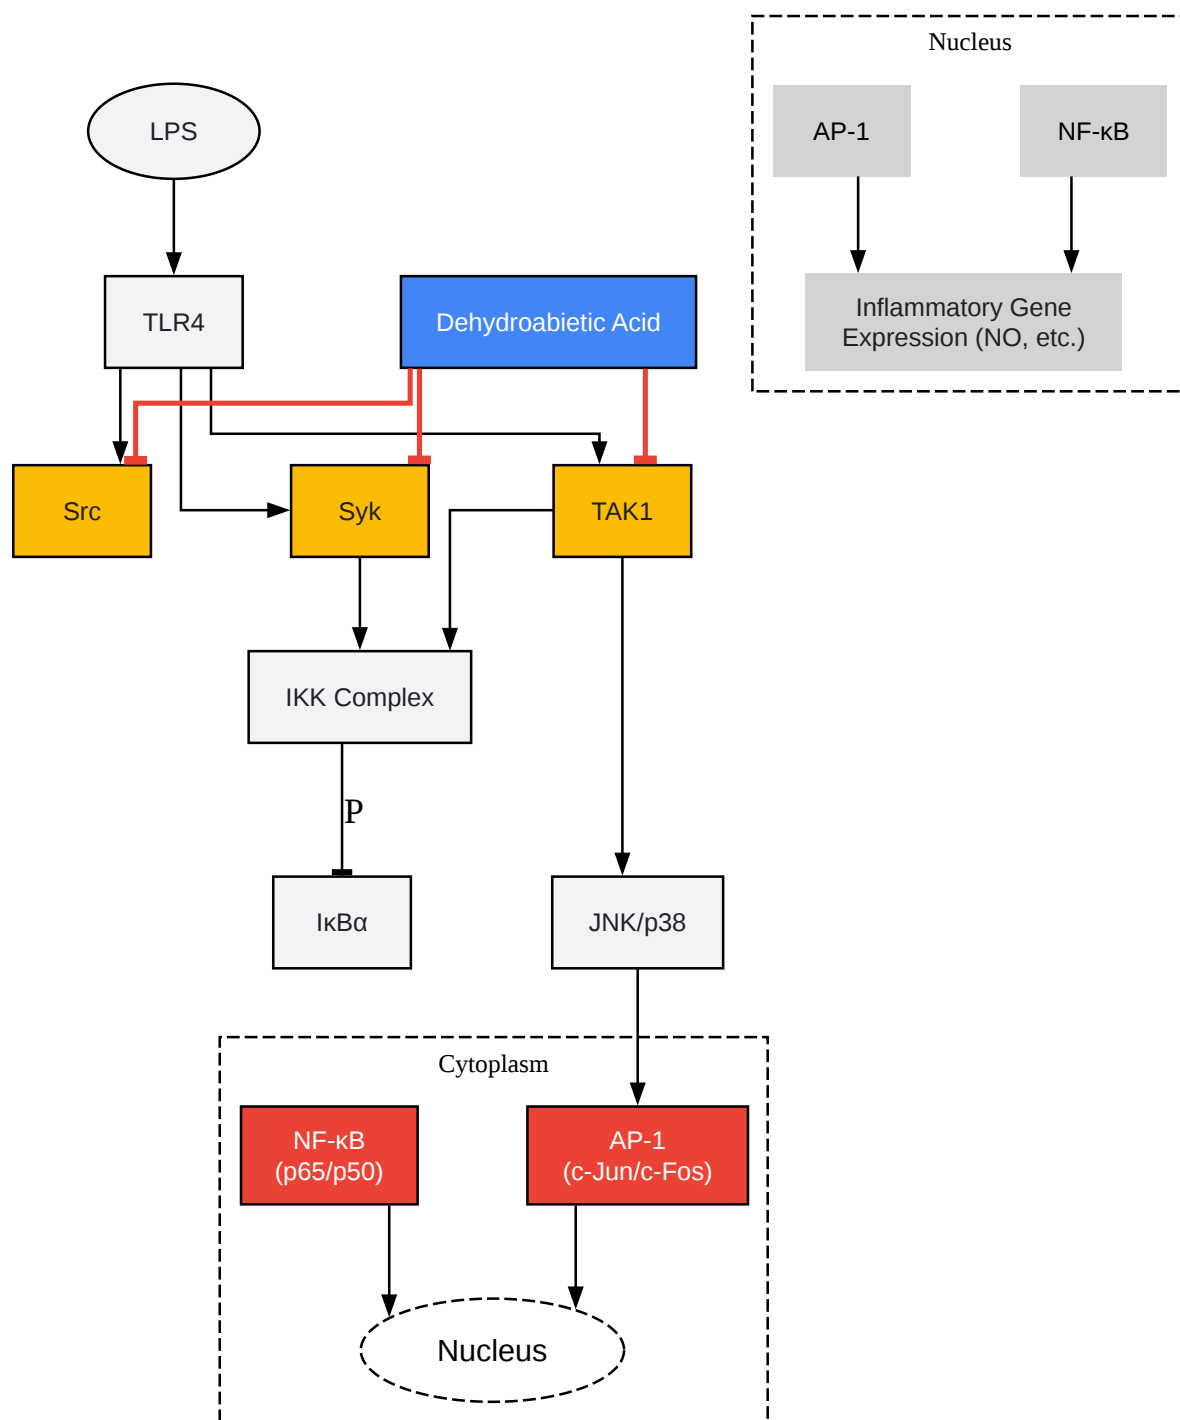 Nucleus
LPS
AP-1
NF-κB
TLR4
Dehydroabietic Acid
Inflammatory Gene
Expression (NO, etc.)
Src
Syk
TAK1
IKK Complex
P
IκBα
JNK/p38
Cytoplasm
NF-κB
(p65/p50)
AP-1
(c-Jun/c-Fos)
Nucleus